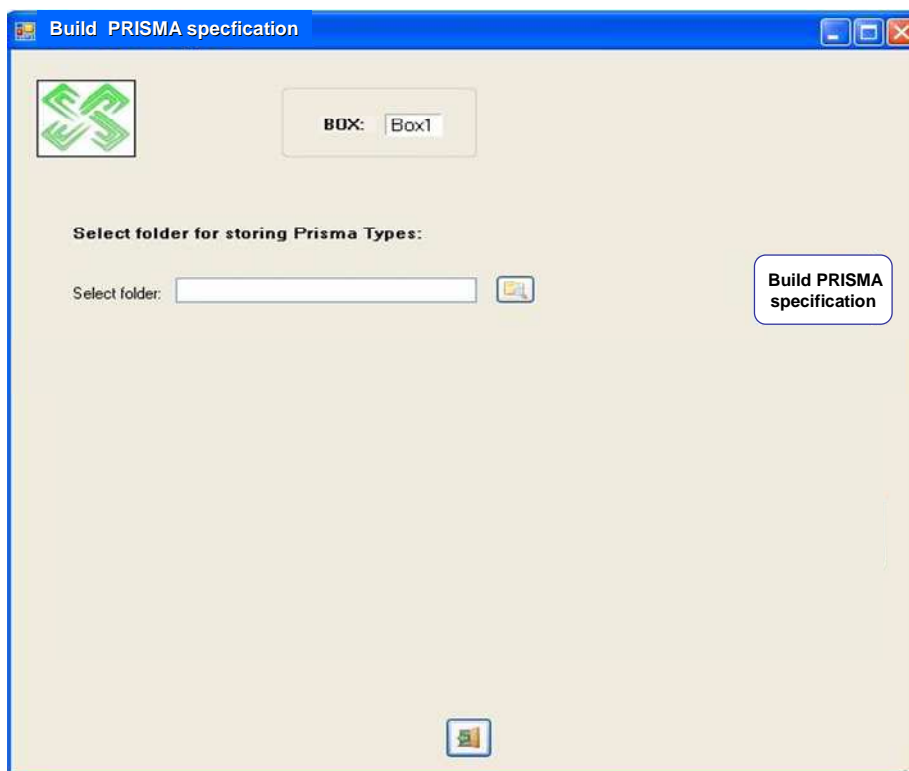 Build PRISMA specfication
BOX: Box1
Select folder for storing Prisma Types:
Select folder:
Build PRISMA
specification